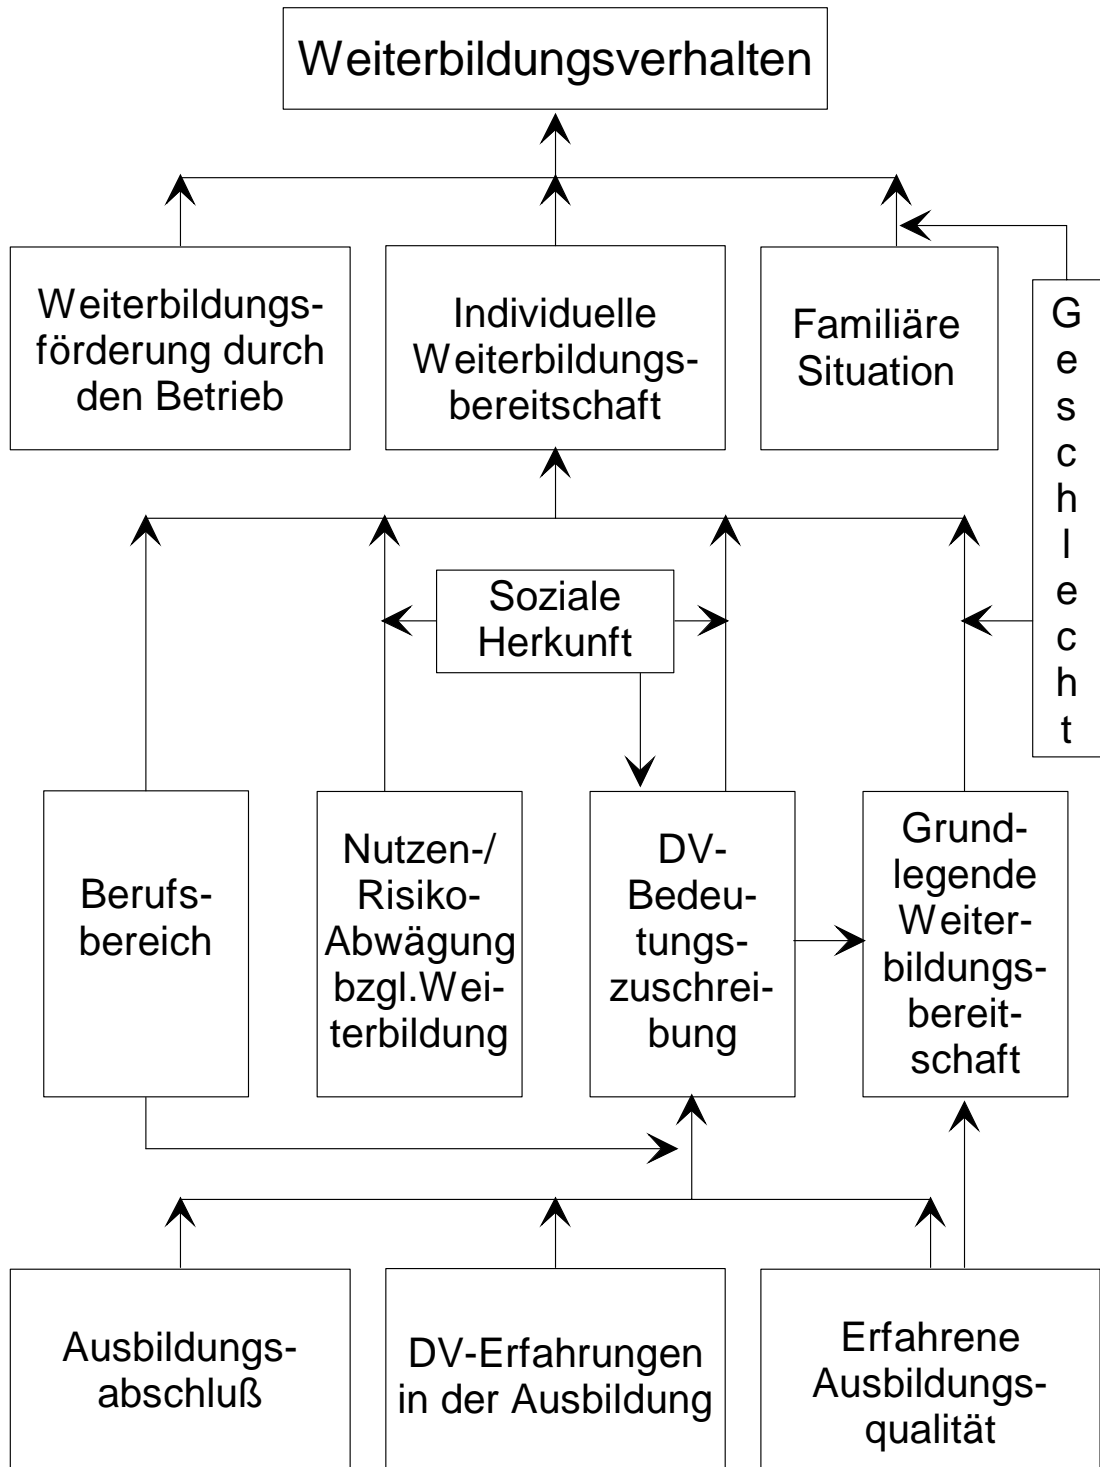 Weiterbildungsverhalten
Weiterbildungs-
förderung durch
den Betrieb
Individuelle
Weiterbildungs-
bereitschaft
Familiäre
Situation
G
e
s
c
h
l
e
c
h
t
Soziale
Herkunft
Berufs-
bereich
Nutzen-/
Risiko-
Abwägung
bzgl.Wei-
terbildung
DV-
Bedeu-
tungs-
zuschrei-
bung
Grund-
legende
Weiter-
bildungs-
bereit-
schaft
Ausbildungs-
abschluß
DV-Erfahrungen
in der Ausbildung
Erfahrene
Ausbildungs-
qualität